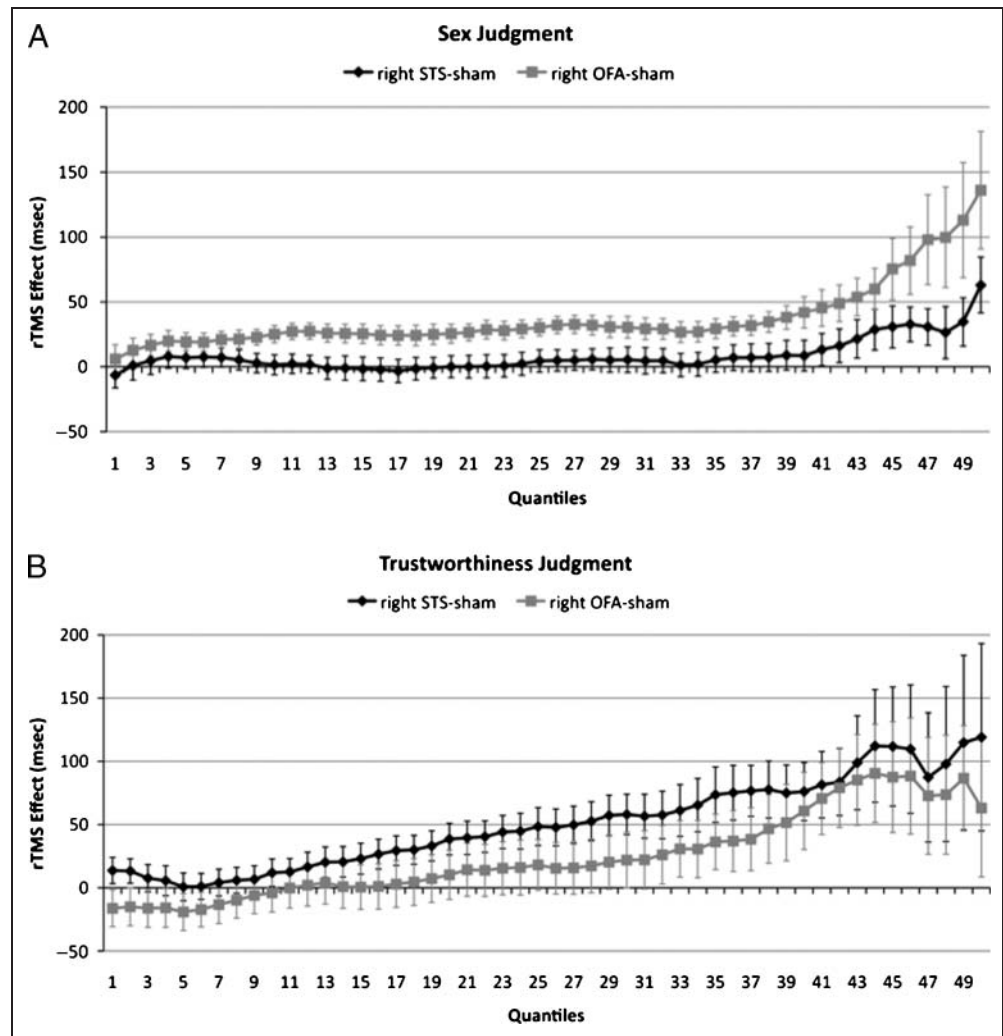 A
Sex Judgment
right STS-sham right OFA-sham
200
150
100
50
0
−50
rTMS Effect (msec)
1 3 5 7 9 11 13 15 17 19 21 23 25 27 29 31 33 35 37 39 41 43 45 47 49
Quantiles
B
Trustworthiness Judgment
right STS-sham right OFA-sham
200
150
100
50
0
−50
rTMS Effect (msec)
1 3 5 7 9 11 13 15 17 19 21 23 25 27 29 31 33 35 37 39 41 43 45 47 49
Quantiles